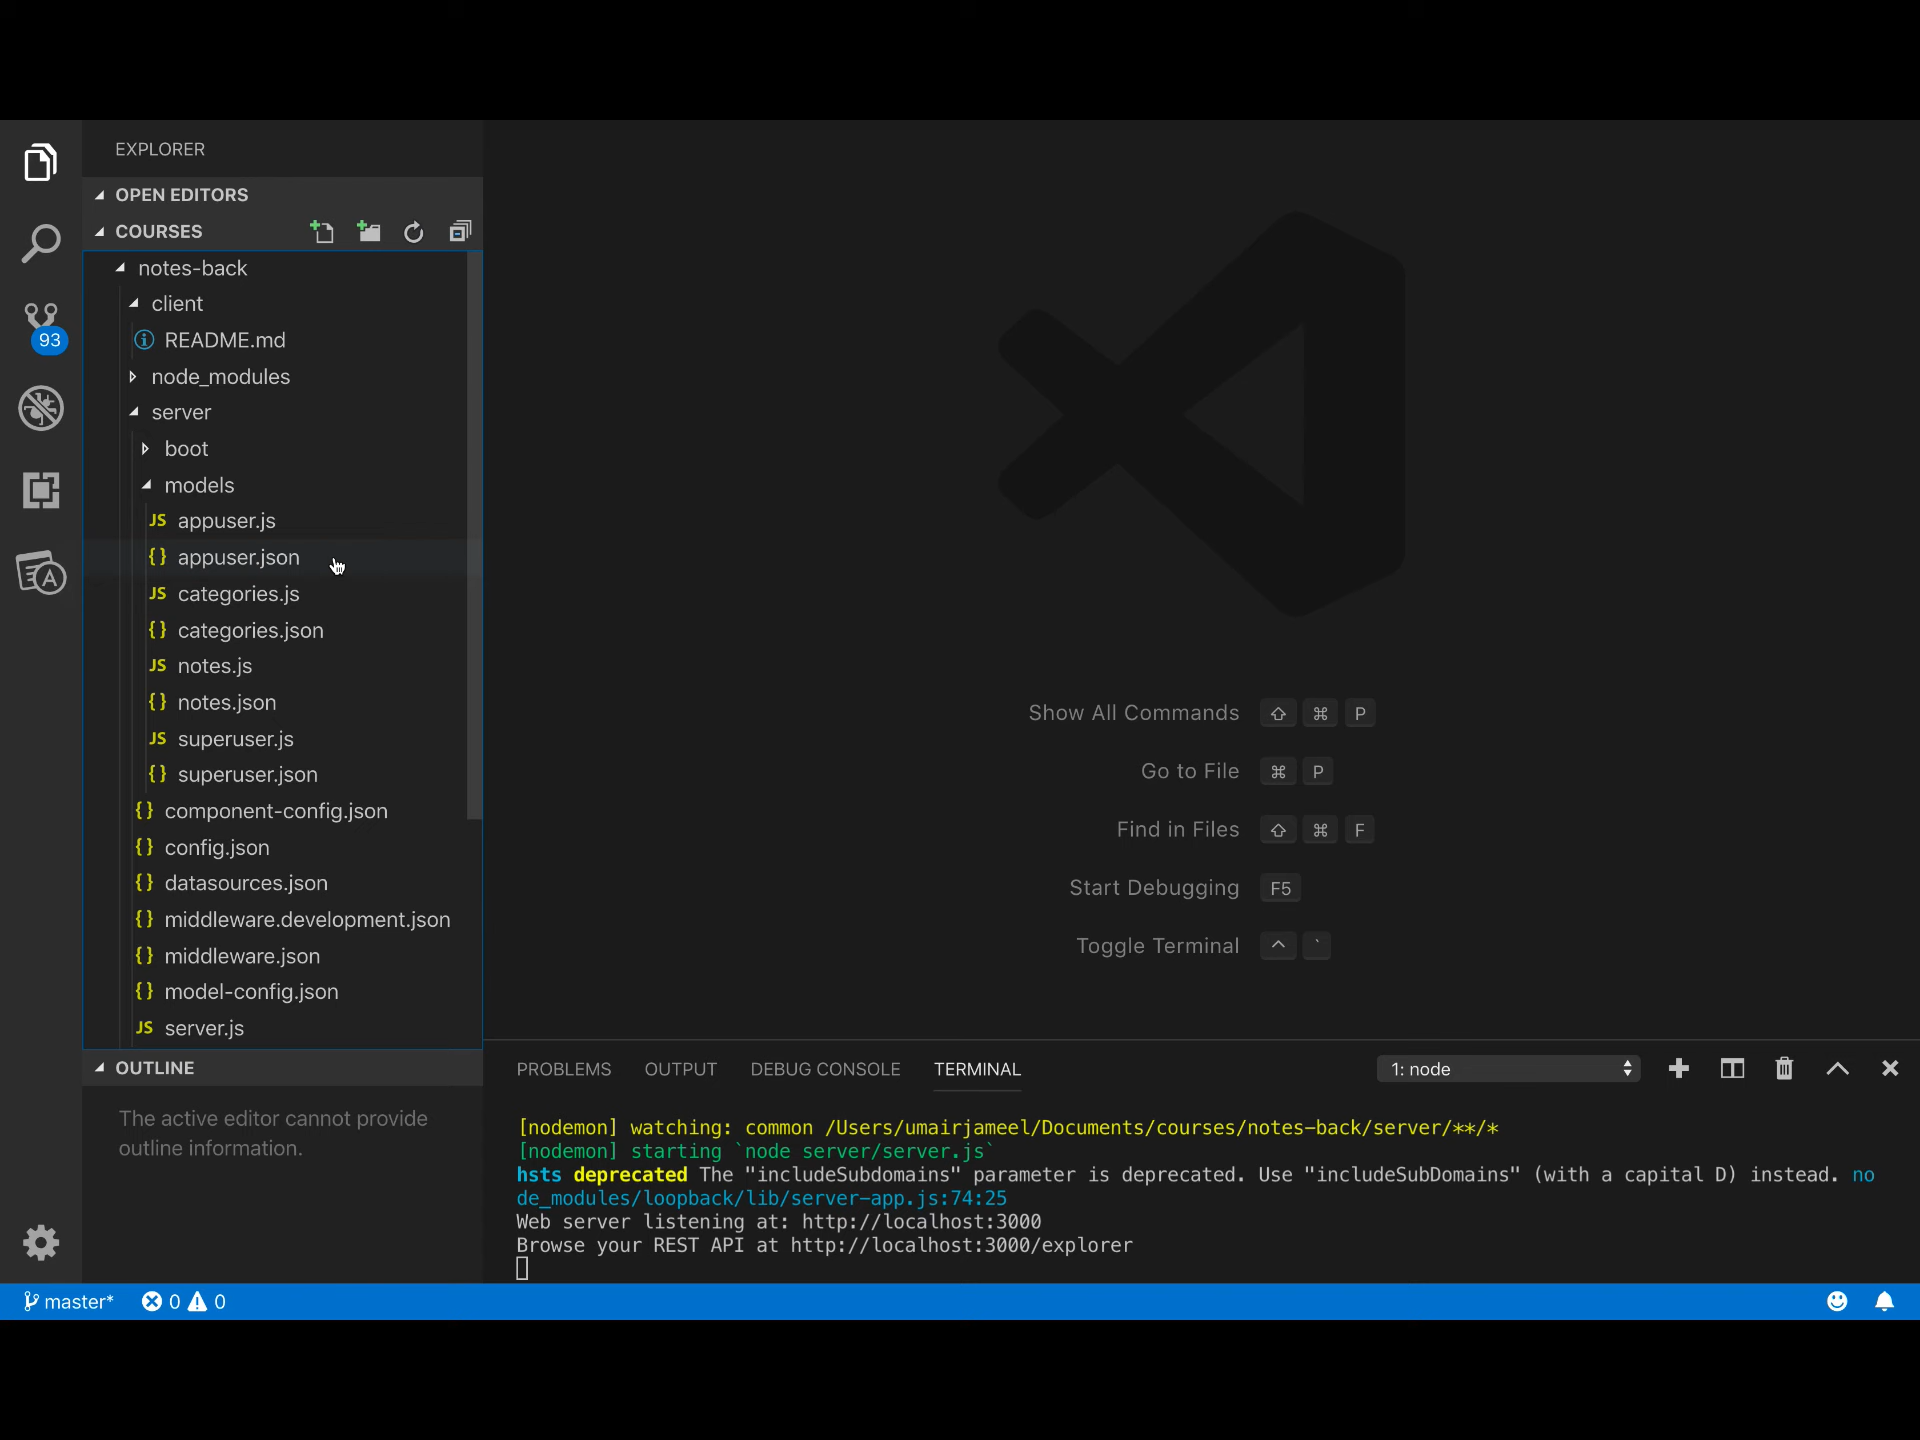 EXPLORER
OPEN EDITORS
COURSES
notes-back
client
README.md
node_modules
server
boot
models
JS appuser.js
{} appuser.json
JS categories.js
{} categories.json
JS notes.js
{} notes.json
JS superuser.js
{} superuser.json
{} component-config.json
{} config.json
{} datasources.json
{} middleware.development.json
{} middleware.json
{} model-config.json
JS server.js
OUTLINE
The active editor cannot provide
outline information.
93
Show All Commands ⇧ ⌘ P
Go to File ⌘ P
Find in Files ⇧ ⌘ F
Start Debugging F5
Toggle Terminal ^ `
PROBLEMS OUTPUT DEBUG CONSOLE TERMINAL 1: node
[nodemon] watching: common /Users/umairjameel/Documents/courses/notes-back/server/**/*
[nodemon] starting `node server/server.js`
hsts deprecated The "includeSubdomains" parameter is deprecated. Use "includeSubDomains" (with a capital D) instead. no
de_modules/loopback/lib/server-app.js:74:25
Web server listening at: http://localhost:3000
Browse your REST API at http://localhost:3000/explorer
master* 0 0